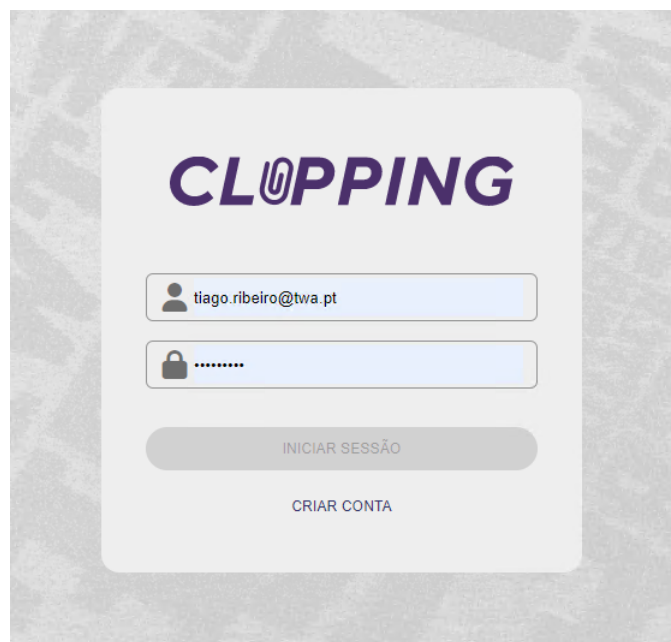 CLIPPING
tiago.ribeiro@twa.pt
•••••••••
INICIAR SESSÃO
CRIAR CONTA